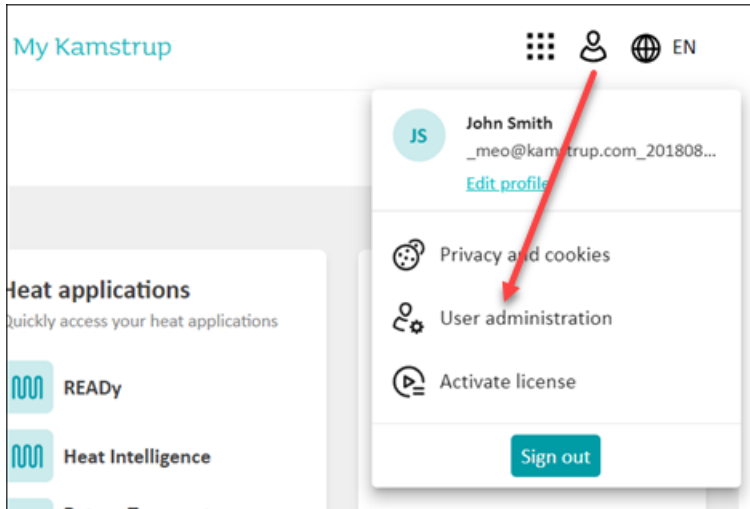 My Kamstrup
EN
JS
John Smith
_meo@kamstrup.com_201808...
Edit profile
Privacy and cookies
User administration
Activate license
Sign out
Heat applications
Quickly access your heat applications
READy
Heat Intelligence